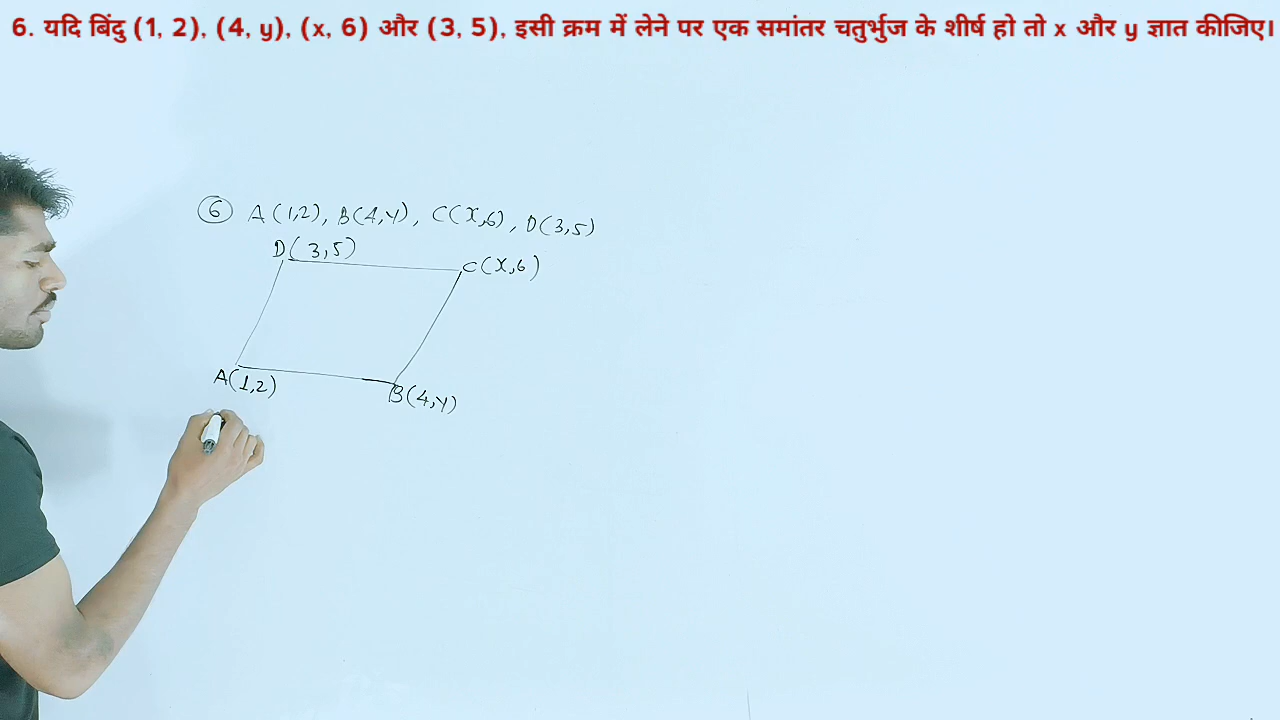 6. यदि बिंदु (1, 2), (4, y), (x, 6) और (3, 5), इसी क्रम में लेने पर एक समांतर चतुर्भुज के शीर्ष हो तो x और y ज्ञात कीजिए।
6 A(1,2), B(4,y), C(x,6), D(3,5)
D(3,5)
C(x,6)
A(1,2)
B(4,y)